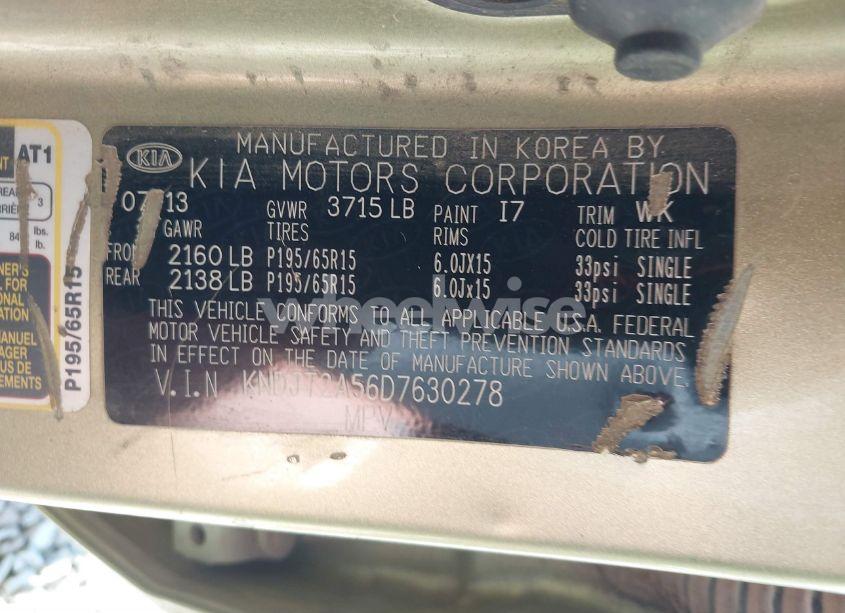 AT1
3
P195/65R15
KIA
MANUFACTURED IN KOREA BY
KIA MOTORS CORPORATION
GVWR 3715 LB PAINT I7 TRIM WK
GAWR TIRES RIMS COLD TIRE INFL
2160 LB P195/65R15 6.0JX15 33psi SINGLE
REAR 2138 LB P195/65R15 6.0Jx15 33psi SINGLE
THIS VEHICLE CONFORMS TO ALL APPLICABLE U.S.A. FEDERAL
MOTOR VEHICLE SAFETY AND THEFT PREVENTION STANDARDS
IN EFFECT ON THE DATE OF MANUFACTURE SHOWN ABOVE.
V.I.N KNDJT2A56D7630278
MPV
wheelwise